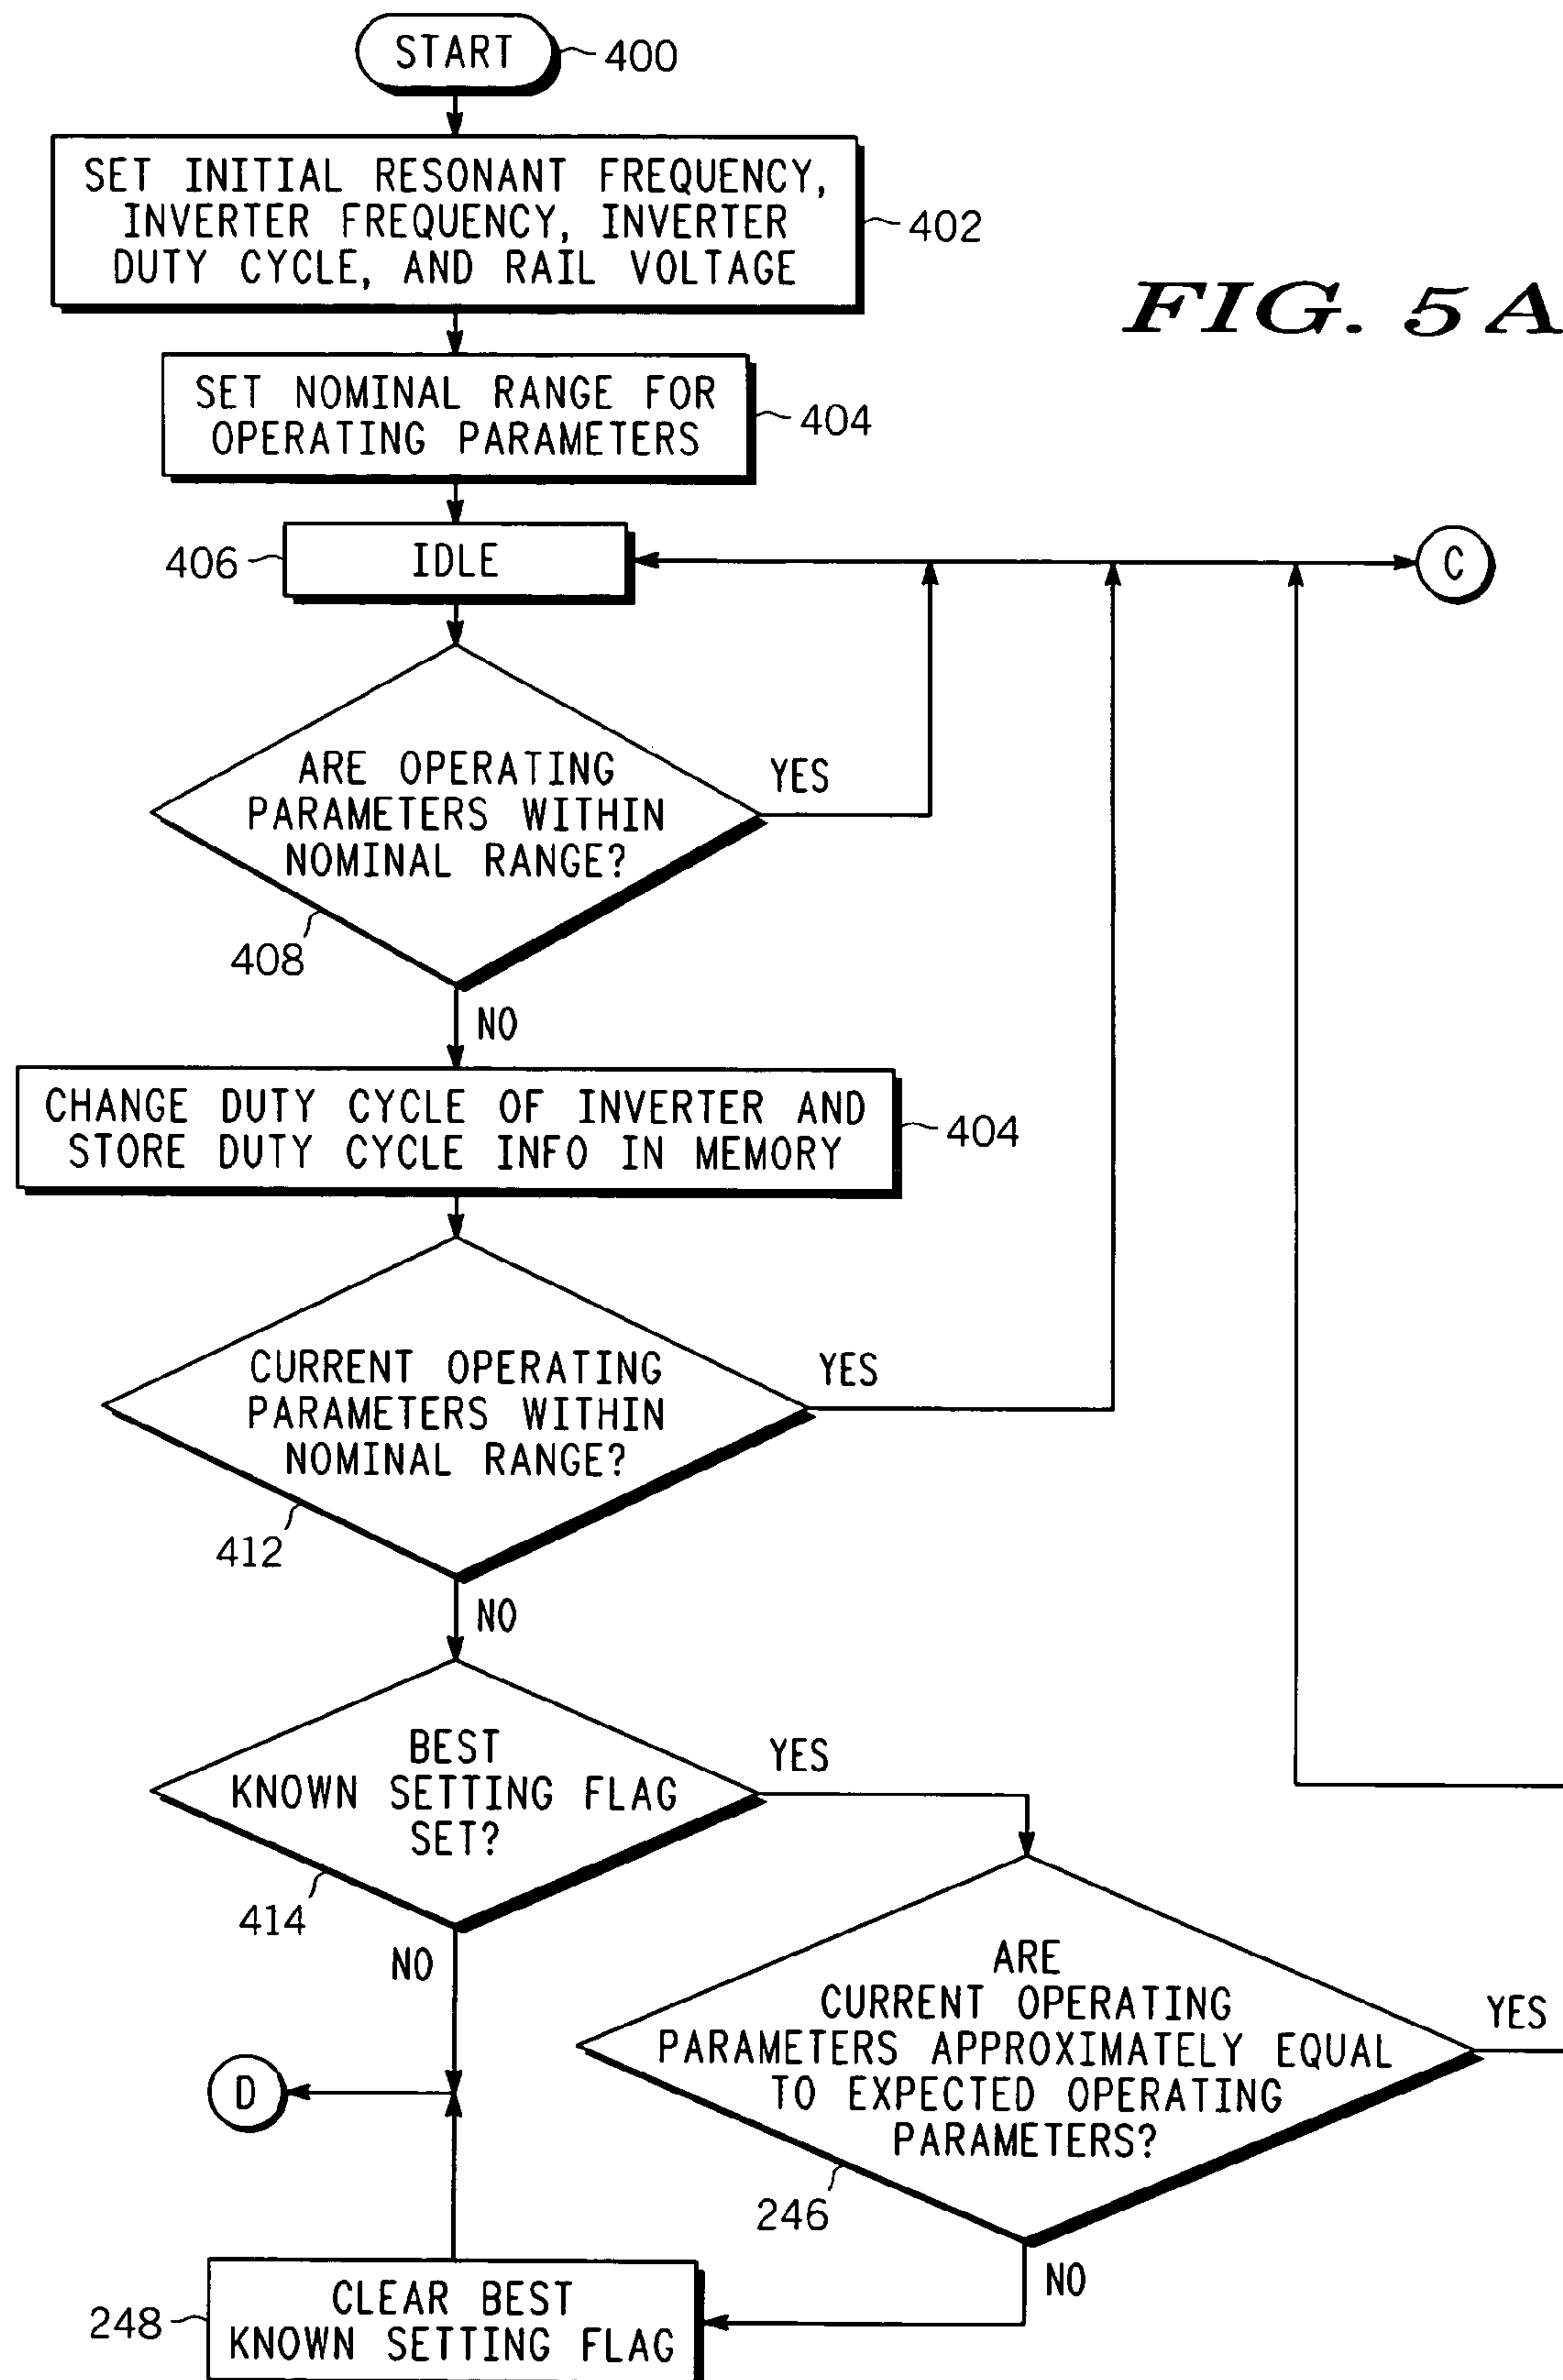 START
400
SET INITIAL RESONANT FREQUENCY,
INVERTER FREQUENCY, INVERTER
DUTY CYCLE, AND RAIL VOLTAGE
402
FIG. 5A
SET NOMINAL RANGE FOR
OPERATING PARAMETERS
404
406
IDLE
C
ARE OPERATING
PARAMETERS WITHIN
NOMINAL RANGE?
YES
408
NO
CHANGE DUTY CYCLE OF INVERTER AND
STORE DUTY CYCLE INFO IN MEMORY
404
CURRENT OPERATING
PARAMETERS WITHIN
NOMINAL RANGE?
YES
412
NO
BEST
KNOWN SETTING FLAG
SET?
YES
414
NO
ARE
CURRENT OPERATING
PARAMETERS APPROXIMATELY EQUAL
TO EXPECTED OPERATING
PARAMETERS?
YES
D
246
NO
248
CLEAR BEST
KNOWN SETTING FLAG